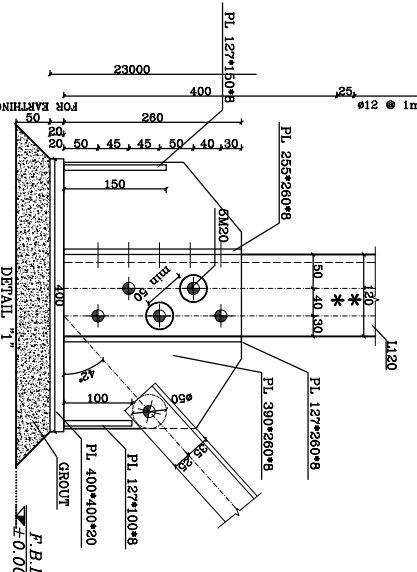 PL 127*150*8
23000
400
25
ø12 @ 1m
FOR EARTHING
50
20
20
260
50
45
45
50
40
30
150
PL 255*260*8
5M20
min
50
400
50
40
30
120
**
L120
42°
100
ø50
35
25
PL 127*260*8
PL 390*260*8
PL 127*100*8
PL 400*400*20
GROUT
DETAIL "1"
±0.00